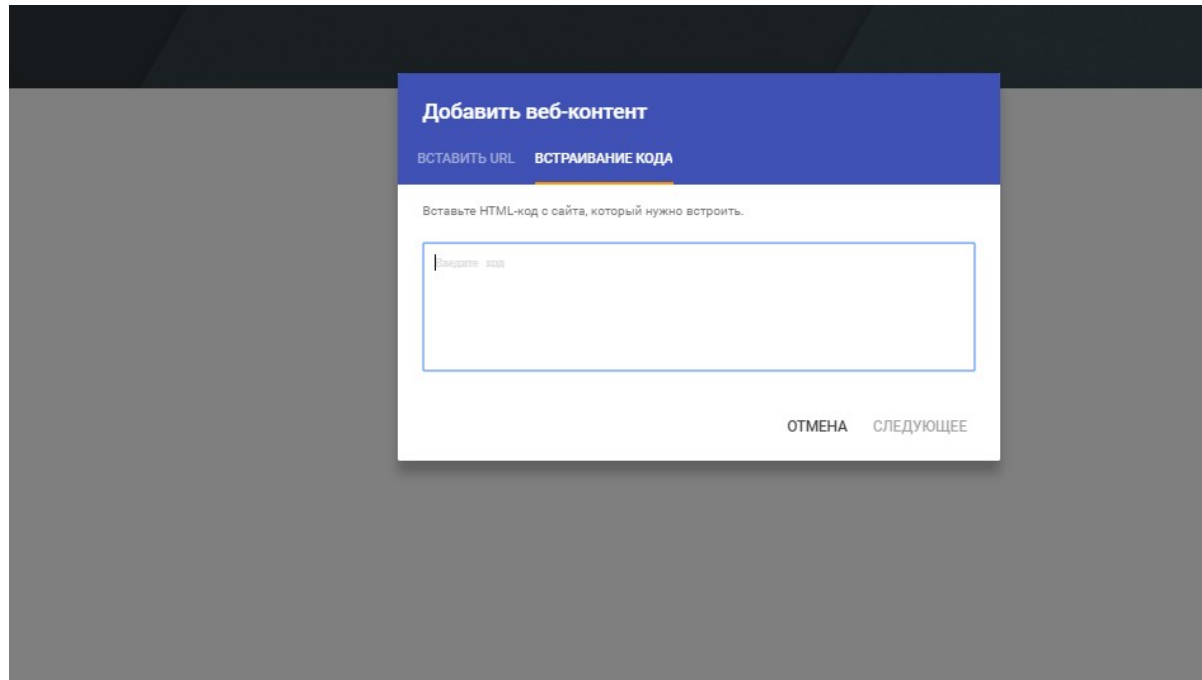 Добавить веб-контент
ВСТАВИТЬ URL ВСТРАИВАНИЕ КОДА
Вставьте HTML-код с сайта, который нужно встроить.
Введите код
ОТМЕНА СЛЕДУЮЩЕЕ